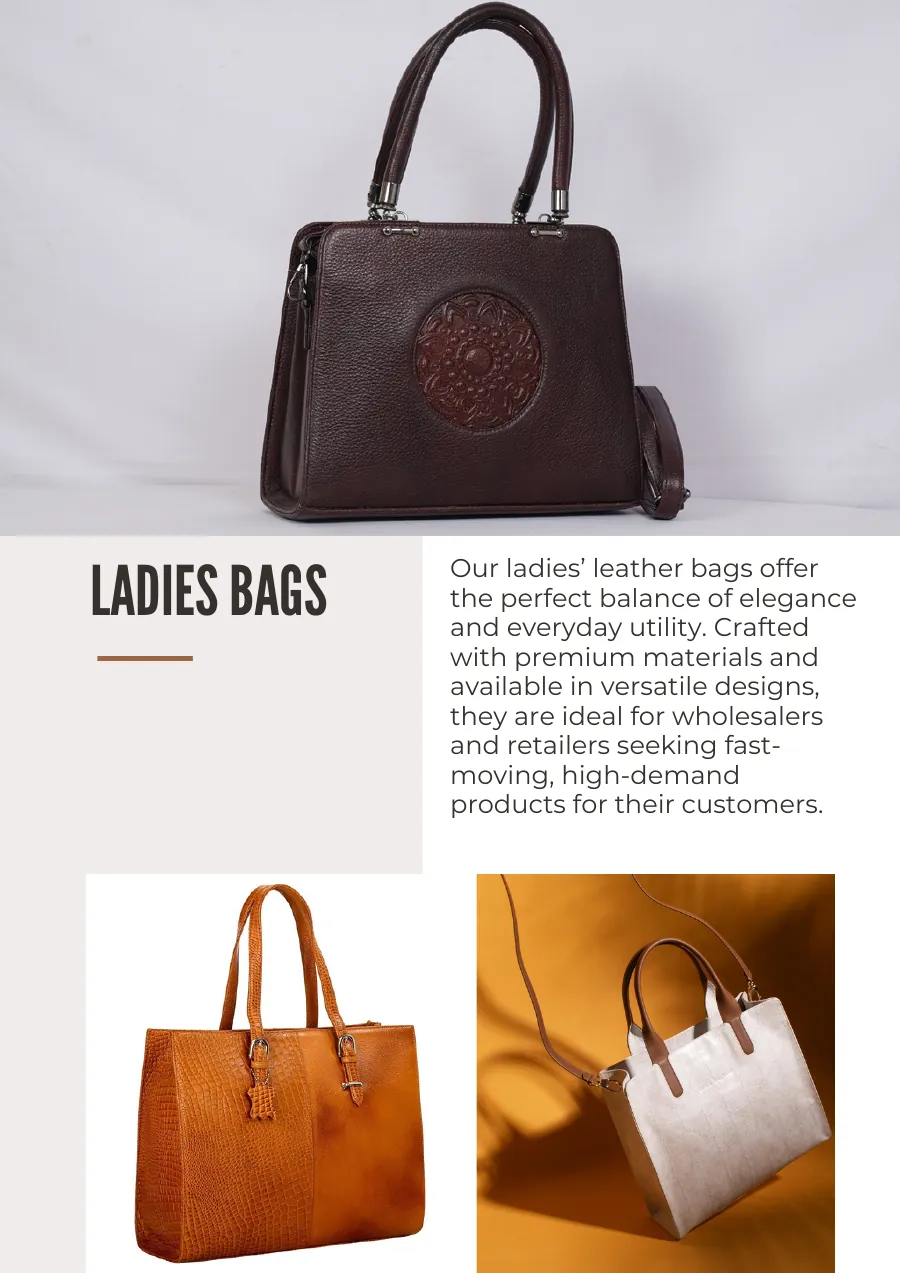 LADIES BAGS
Our ladies’ leather bags offer
the perfect balance of elegance
and everyday utility. Crafted
with premium materials and
available in versatile designs,
they are ideal for wholesalers
and retailers seeking fast-
moving, high-demand
products for their customers.